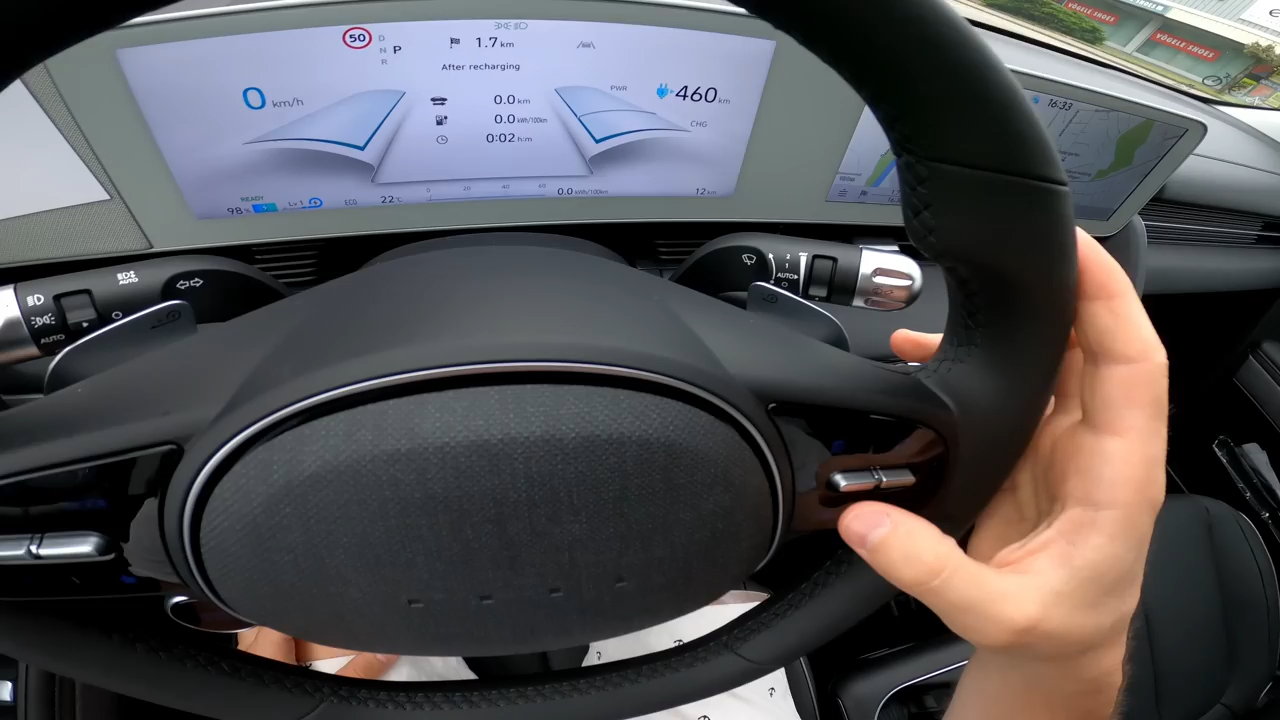 50
D
N P
R
1.7 km
After recharging
0 km/h
0.0 km
0.0 kWh/100km
0:02 h:m
PWR
460 km
CHG
READY
98%
Lv 1
ECO
22°C
0 20 40 60
0.0 kWh/100km
12 km
16:33
VÖGELE SHOES
VÖGELE SHOES
AUTO
AUTO
2
1
AUTO
O
O